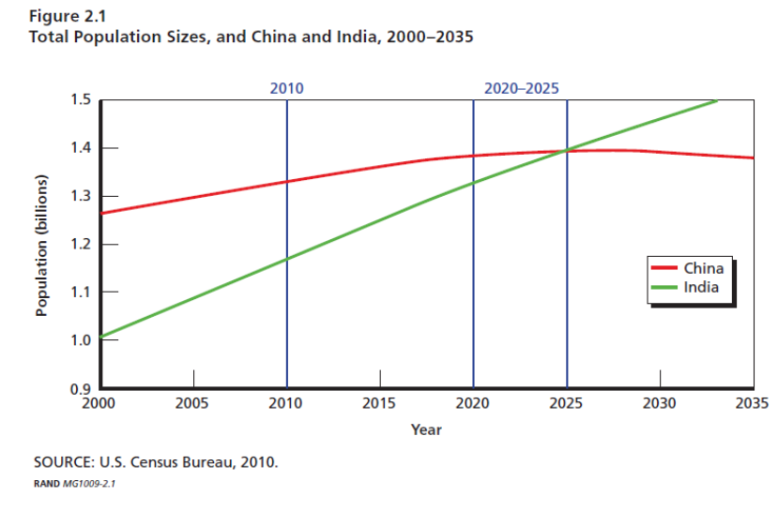 Figure 2.1
Total Population Sizes, and China and India, 2000–2035
2010 2020–2025
1.5
1.4
1.3
1.2
1.1
1.0
0.9
Population (billions)
China
India
2000 2005 2010 2015 2020 2025 2030 2035
Year
SOURCE: U.S. Census Bureau, 2010.
RAND MG1009-2.1